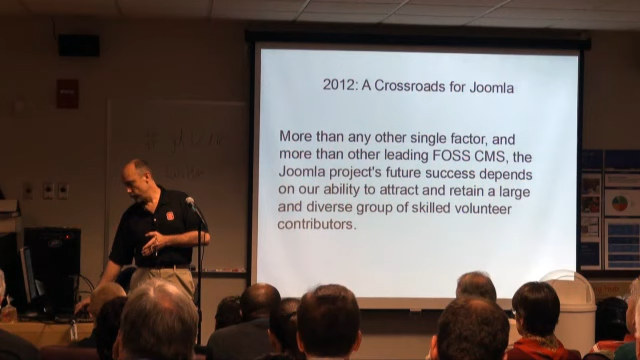 2012: A Crossroads for Joomla
More than any other single factor, and
more than other leading FOSS CMS, the
Joomla project's future success depends
on our ability to attract and retain a large
and diverse group of skilled volunteer
contributors.